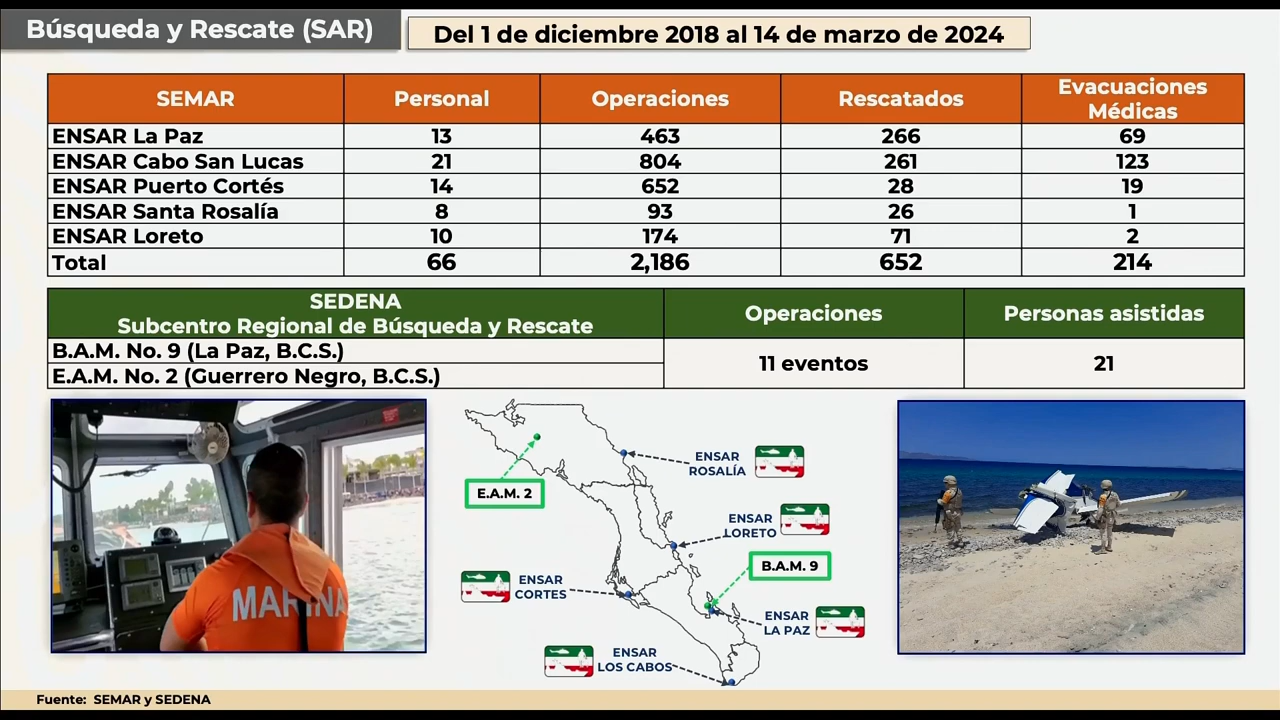 Búsqueda y Rescate (SAR)
Del 1 de diciembre 2018 al 14 de marzo de 2024
SEMAR Personal Operaciones Rescatados Evacuaciones Médicas
ENSAR La Paz 13 463 266 69
ENSAR Cabo San Lucas 21 804 261 123
ENSAR Puerto Cortés 14 652 28 19
ENSAR Santa Rosalía 8 93 26 1
ENSAR Loreto 10 174 71 2
Total 66 2,186 652 214
SEDENA
Subcentro Regional de Búsqueda y Rescate
Operaciones Personas asistidas
B.A.M. No. 9 (La Paz, B.C.S.)
E.A.M. No. 2 (Guerrero Negro, B.C.S.)
11 eventos 21
MARINA
E.A.M. 2
ENSAR
ROSALÍA
ENSAR
LORETO
B.A.M. 9
ENSAR
CORTES
ENSAR
LA PAZ
ENSAR
LOS CABOS
Fuente: SEMAR y SEDENA